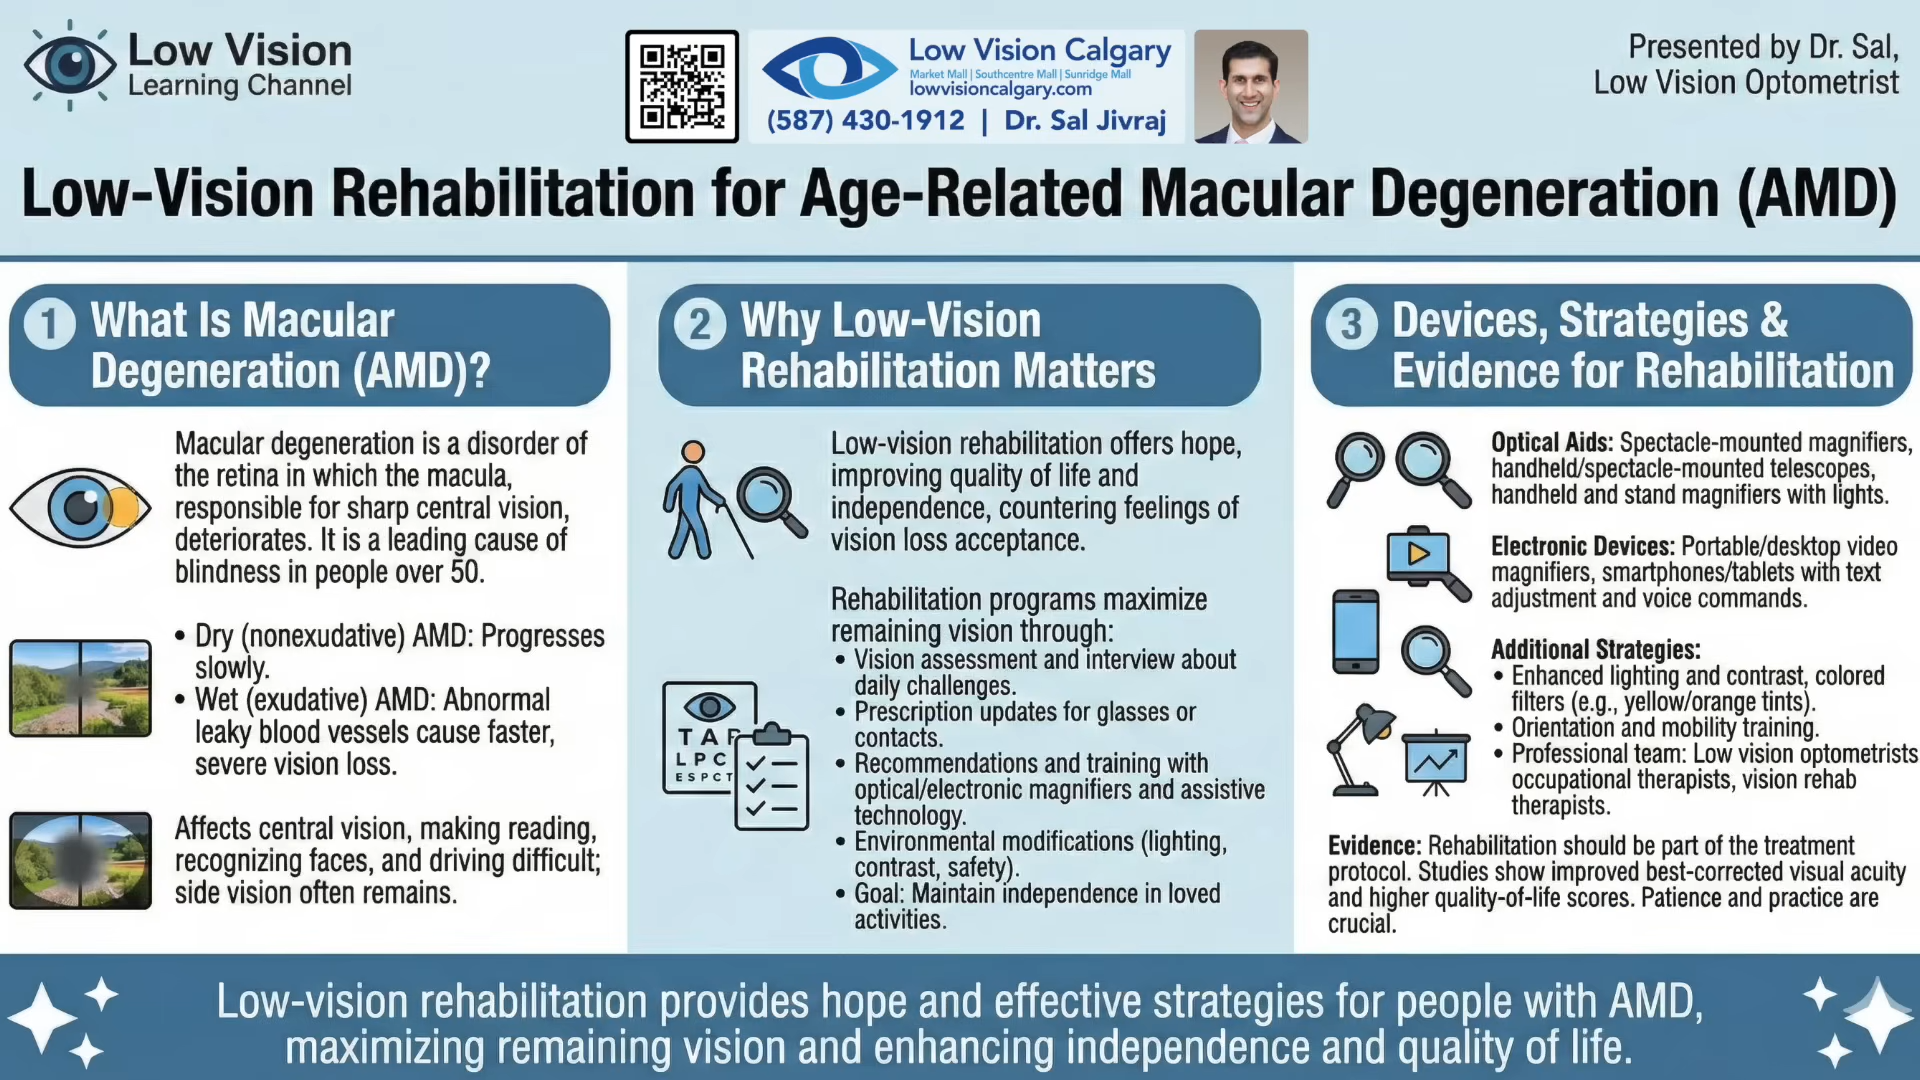 Low Vision
Learning Channel
Low Vision Calgary
Market Mall | Southcentre Mall | Sunridge Mall
lowvisioncalgary.com
(587) 430-1912 | Dr. Sal Jivraj
Presented by Dr. Sal,
Low Vision Optometrist
Low-Vision Rehabilitation for Age-Related Macular Degeneration (AMD)
1 What Is Macular
Degeneration (AMD)?
Macular degeneration is a disorder of
the retina in which the macula,
responsible for sharp central vision,
deteriorates. It is a leading cause of
blindness in people over 50.
• Dry (nonexudative) AMD: Progresses
slowly.
• Wet (exudative) AMD: Abnormal
leaky blood vessels cause faster,
severe vision loss.
Affects central vision, making reading,
recognizing faces, and driving difficult;
side vision often remains.
2 Why Low-Vision
Rehabilitation Matters
Low-vision rehabilitation offers hope,
improving quality of life and
independence, countering feelings of
vision loss acceptance.
Rehabilitation programs maximize
remaining vision through:
• Vision assessment and interview about
daily challenges.
• Prescription updates for glasses or
contacts.
• Recommendations and training with
optical/electronic magnifiers and assistive
technology.
• Environmental modifications (lighting,
contrast, safety).
• Goal: Maintain independence in loved
activities.
T A F
L P C
E S P C T
3 Devices, Strategies &
Evidence for Rehabilitation
Optical Aids: Spectacle-mounted magnifiers,
handheld/spectacle-mounted telescopes,
handheld and stand magnifiers with lights.
Electronic Devices: Portable/desktop video
magnifiers, smartphones/tablets with text
adjustment and voice commands.
Additional Strategies:
• Enhanced lighting and contrast, colored
filters (e.g., yellow/orange tints).
• Orientation and mobility training.
• Professional team: Low vision optometrists
occupational therapists, vision rehab
therapists.
Evidence: Rehabilitation should be part of the treatment
protocol. Studies show improved best-corrected visual acuity
and higher quality-of-life scores. Patience and practice are
crucial.
Low-vision rehabilitation provides hope and effective strategies for people with AMD,
maximizing remaining vision and enhancing independence and quality of life.